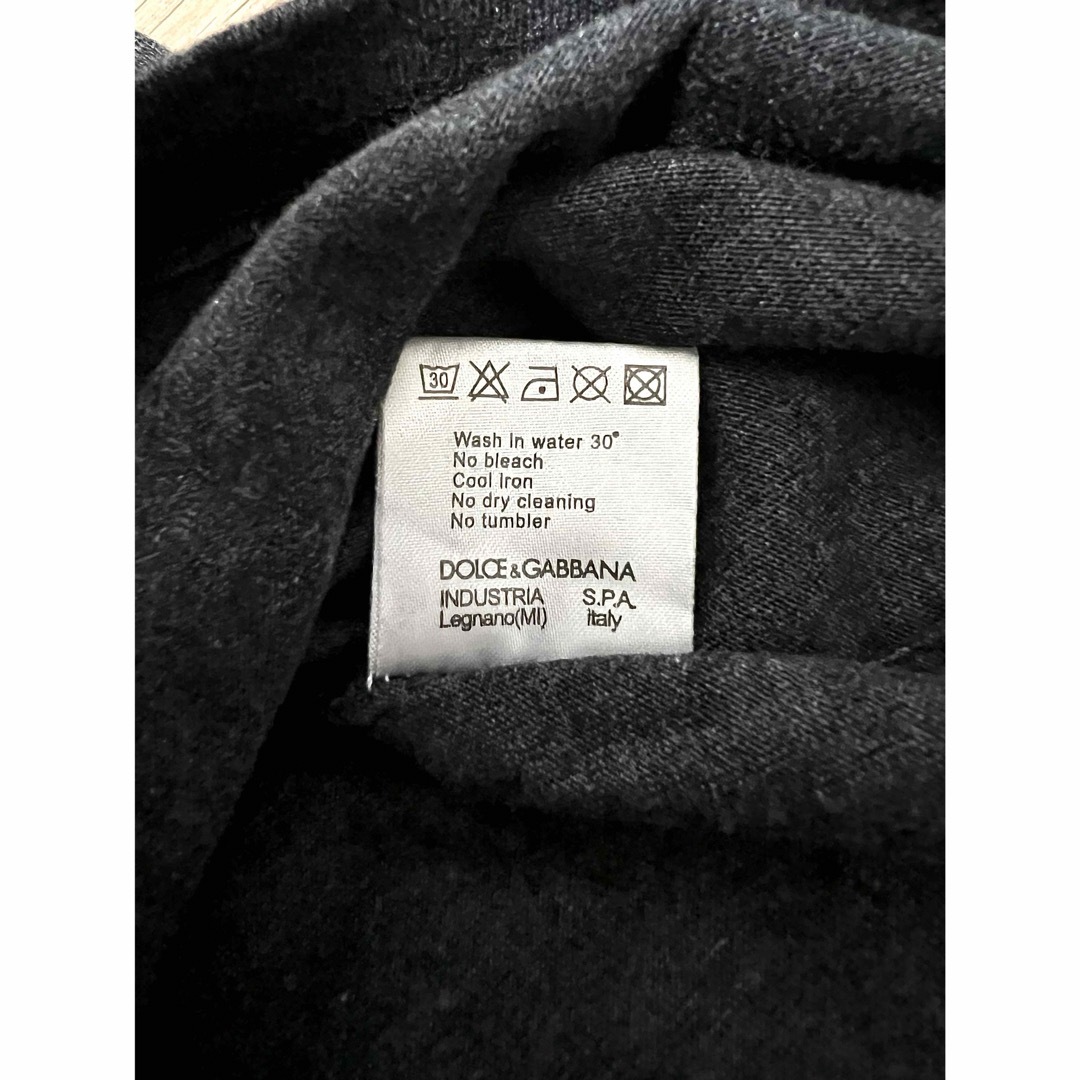 30
Wash in water 30°
No bleach
Cool Iron
No dry cleaning
No tumbler
DOLCE&GABBANA
INDUSTRIA S.P.A.
Legnano(MI) Italy